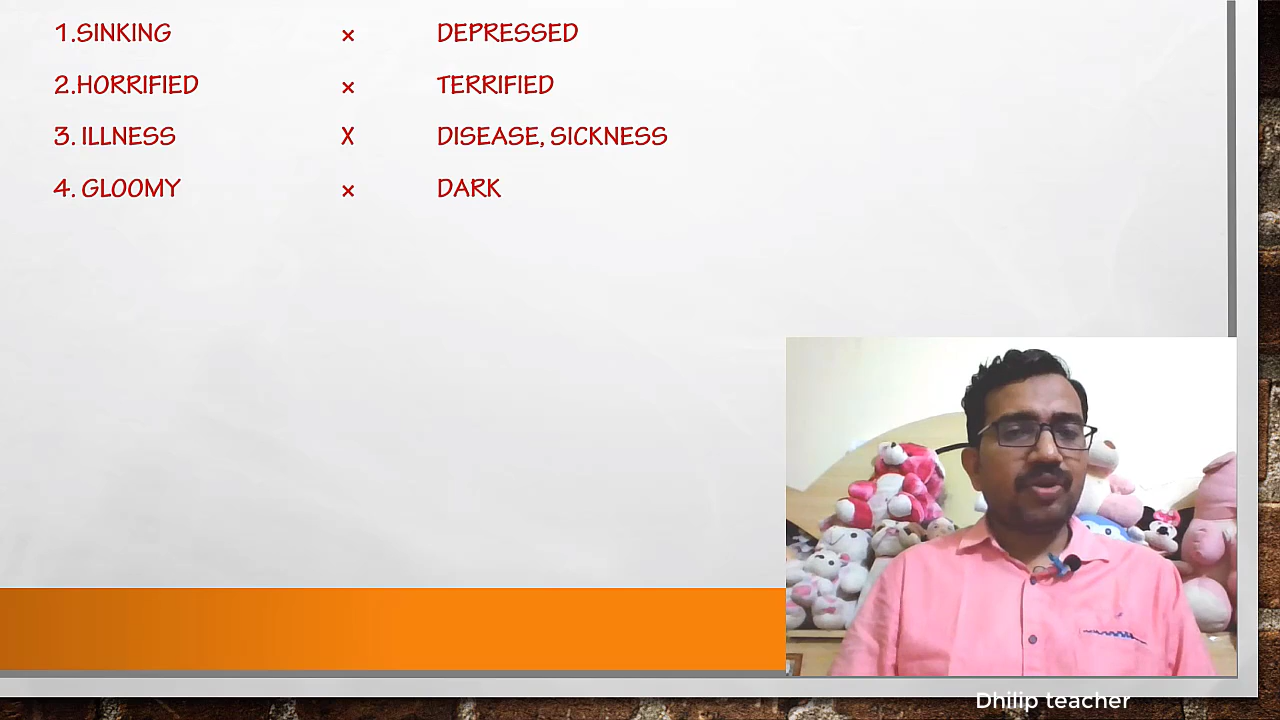 1.SINKING x DEPRESSED
2.HORRIFIED x TERRIFIED
3. ILLNESS X DISEASE, SICKNESS
4. GLOOMY x DARK
Dhilip teacher